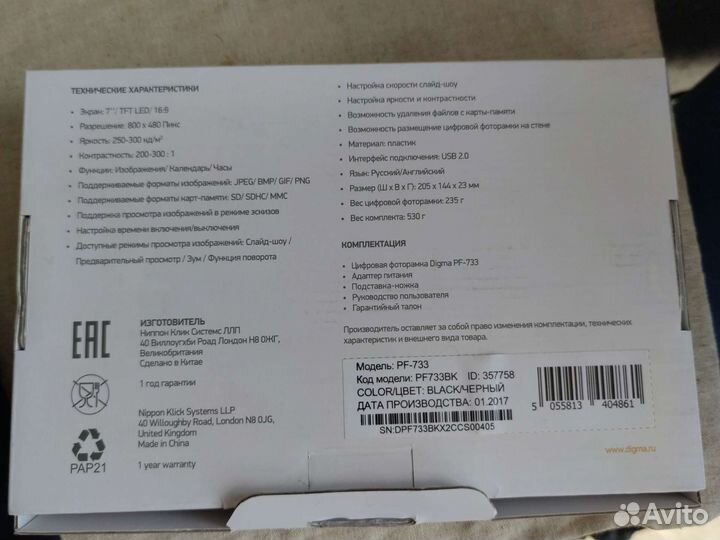 ТЕХНИЧЕСКИЕ ХАРАКТЕРИСТИКИ
• Экран: 7''/ TFT LED/ 16:9
• Разрешение: 800 x 480 Пикс
• Яркость: 250-300 кд/м²
• Контрастность: 200-300 : 1
• Функции: Изображения/ Календарь/ Часы
• Поддерживаемые форматы изображений: JPEG/ BMP/ GIF/ PNG
• Поддерживаемые форматы карт-памяти: SD/ SDHC/ MMC
• Поддержка просмотра изображений в режиме эскизов
• Настройка времени включения/выключения
• Доступные режимы просмотра изображений: Слайд-шоу /
Предварительный просмотр / Зум / Функция поворота
• Настройка скорости слайд-шоу
• Настройка яркости и контрастности
• Возможность удаления файлов с карты-памяти
• Возможность размещение цифровой фоторамки на стене
• Материал: пластик
• Интерфейс подключения: USB 2.0
• Язык: Русский/Английский
• Размер (Ш х В х Г): 205 х 144 х 23 мм
• Вес цифровой фоторамки: 235 г
• Вес комплекта: 530 г
КОМПЛЕКТАЦИЯ
• Цифровая фоторамка Digma PF-733
• Адаптер питания
• Подставка-ножка
• Руководство пользователя
• Гарантийный талон
Производитель оставляет за собой право изменения комплектации, технических
характеристик и внешнего вида товара.
EAC
ИЗГОТОВИТЕЛЬ
Ниппон Клик Системс ЛЛП
40 Виллоугхби Роад Лондон Н8 0ЖГ,
Великобритания
Сделано в Китае
1 год гарантии
Nippon Klick Systems LLP
40 Willoughby Road, London N8 0JG,
United Kingdom
Made in China
1 year warranty
PAP21
Модель: PF-733
Код модели: PF733BK ID: 357758
COLOR/ЦВЕТ: BLACK/ЧЕРНЫЙ
ДАТА ПРОИЗВОДСТВА: 01.2017
SN:DPF733BKX2CCS00405
5 055813 404861
www.digma.ru
Avito